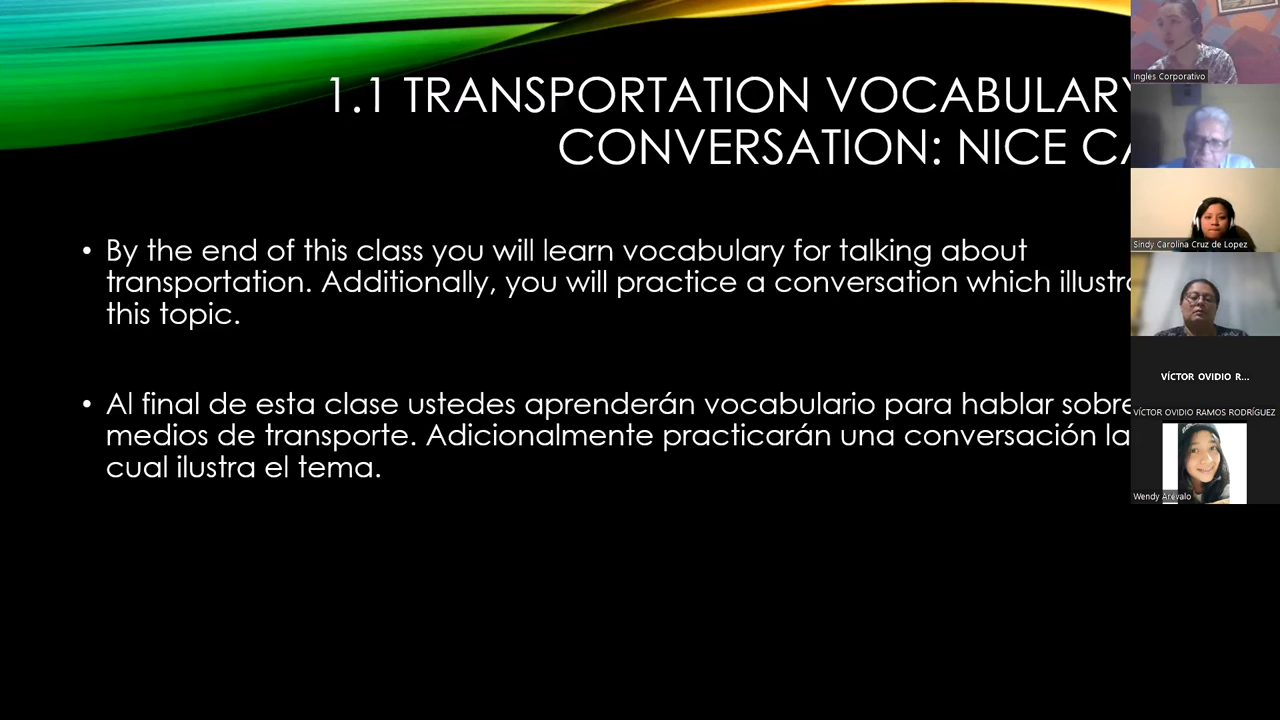 1.1 TRANSPORTATION VOCABULARY
CONVERSATION: NICE
By the end of this class you will learn vocabulary for talking about
transportation. Additionally, you will practice a conversation which
this topic.
Al final de esta clase ustedes aprenderán vocabulario para hablar sobre
medios de transporte. Adicionalmente practicarán una conversación la
cual ilustra el tema.
Ingles Corporativo
Sindy Carolina Cruz de Lopez
VÍCTOR OVIDIO R...
VÍCTOR OVIDIO RAMOS RODRÍGUEZ
Wendy Arévalo